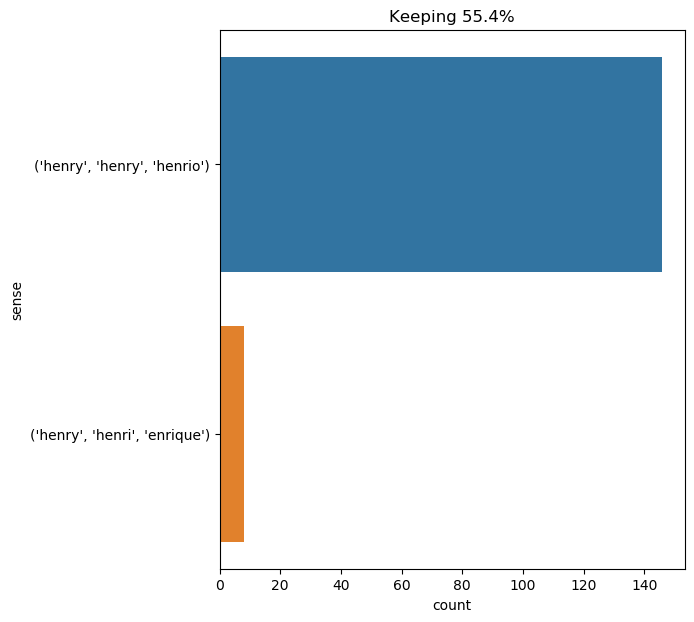 Keeping 55.4%
('henry', 'henry', 'henrio')
sense
('henry', 'henri', 'enrique')
0 20 40 60 80 100 120 140
count